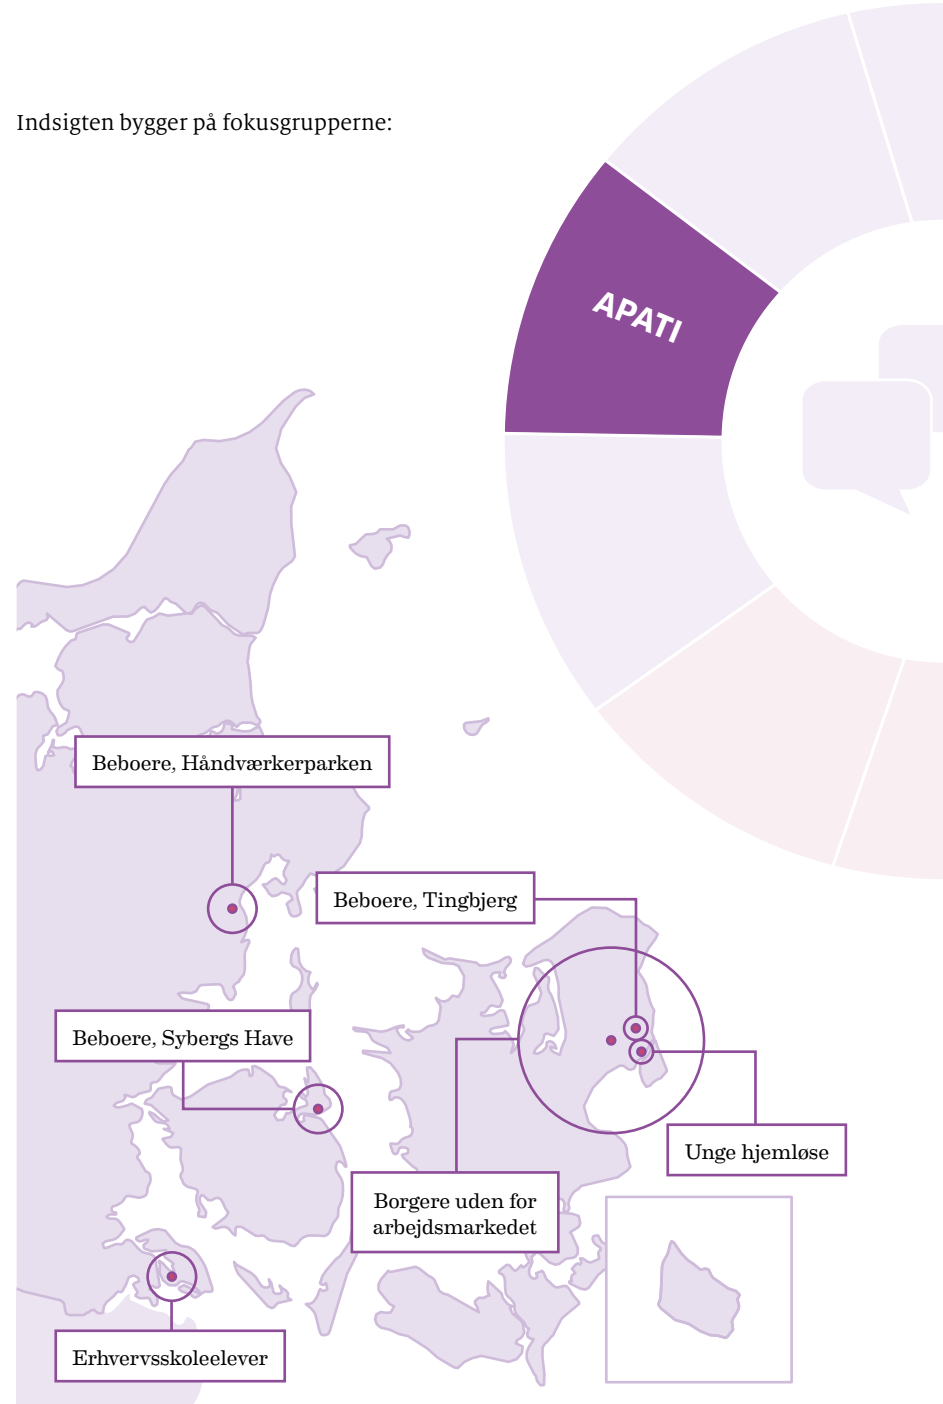 Indsigten bygger på fokusgrupperne:
APATI
Beboere, Håndværkerparken
Beboere, Tingbjerg
Beboere, Sybergs Have
Unge hjemløse
Borgere uden for
arbejdsmarkedet
Erhvervsskoleelever